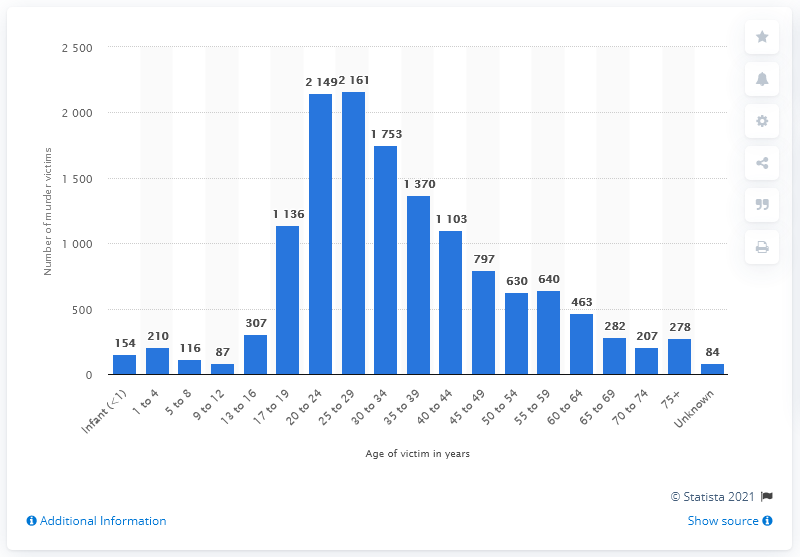 2 500
2 000
1 500
1 000
500
0
Number of murder victims
154
210
116
87
307
1 136
2 149
2 161
1 753
1 370
1 103
797
630
640
463
282
207
278
84
Infant (<1)
1 to 4
5 to 8
9 to 12
13 to 16
17 to 19
20 to 24
25 to 29
30 to 34
35 to 39
40 to 44
45 to 49
50 to 54
55 to 59
60 to 64
65 to 69
70 to 74
75+
Unknown
Age of victim in years
© Statista 2021
Additional Information
Show source